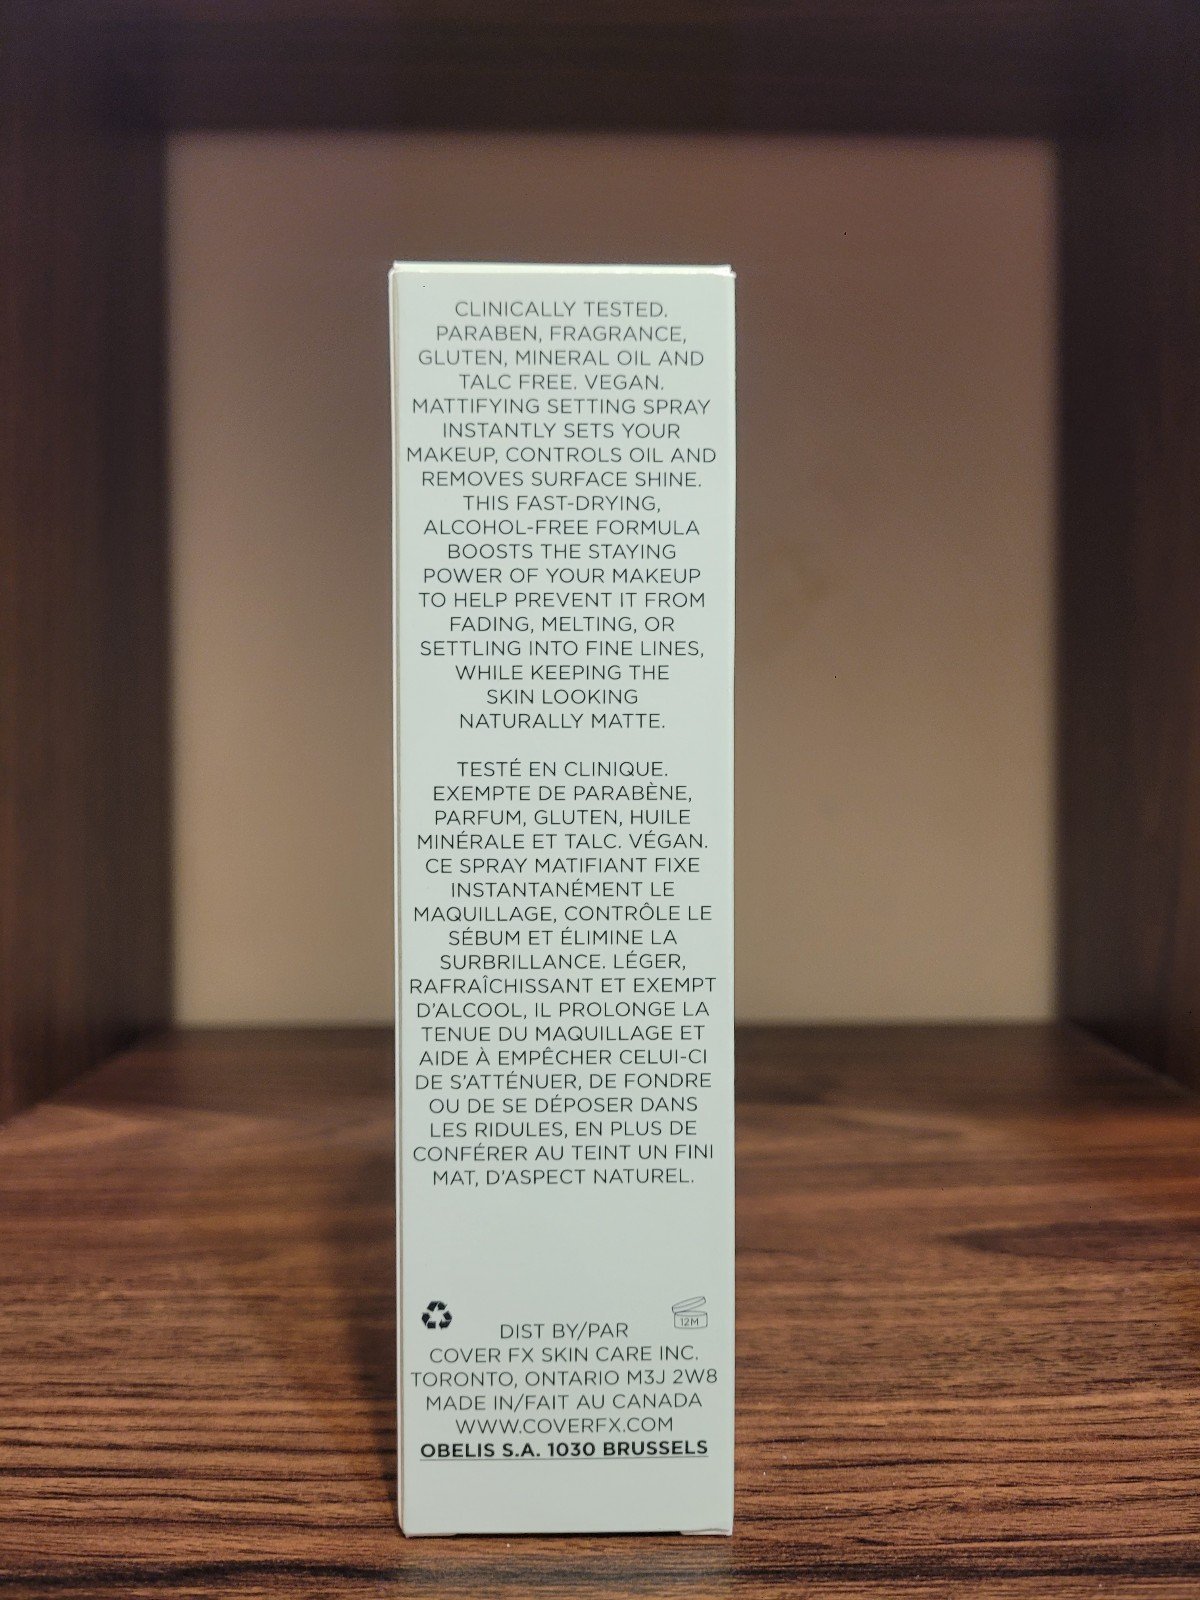 CLINICALLY TESTED.
PARABEN, FRAGRANCE,
GLUTEN, MINERAL OIL AND
TALC FREE. VEGAN.
MATTIFYING SETTING SPRAY
INSTANTLY SETS YOUR
MAKEUP, CONTROLS OIL AND
REMOVES SURFACE SHINE.
THIS FAST-DRYING,
ALCOHOL-FREE FORMULA
BOOSTS THE STAYING
POWER OF YOUR MAKEUP
TO HELP PREVENT IT FROM
FADING, MELTING, OR
SETTLING INTO FINE LINES,
WHILE KEEPING THE
SKIN LOOKING
NATURALLY MATTE.
TESTÉ EN CLINIQUE.
EXEMPTE DE PARABÈNE,
PARFUM, GLUTEN, HUILE
MINÉRALE ET TALC. VÉGAN.
CE SPRAY MATIFIANT FIXE
INSTANTANÉMENT LE
MAQUILLAGE, CONTRÔLE LE
SÉBUM ET ÉLIMINE LA
SURBRILLANCE. LÉGER,
RAFRAÎCHISSANT ET EXEMPT
D'ALCOOL, IL PROLONGE LA
TENUE DU MAQUILLAGE ET
AIDE À EMPÊCHER CELUI-CI
DE S'ATTÉNUER, DE FONDRE
OU DE SE DÉPOSER DANS
LES RIDULES, EN PLUS DE
CONFÉRER AU TEINT UN FINI
MAT, D'ASPECT NATUREL.
12M
DIST BY/PAR
COVER FX SKIN CARE INC.
TORONTO, ONTARIO M3J 2W8
MADE IN/FAIT AU CANADA
WWW.COVERFX.COM
OBELIS S.A. 1030 BRUSSELS